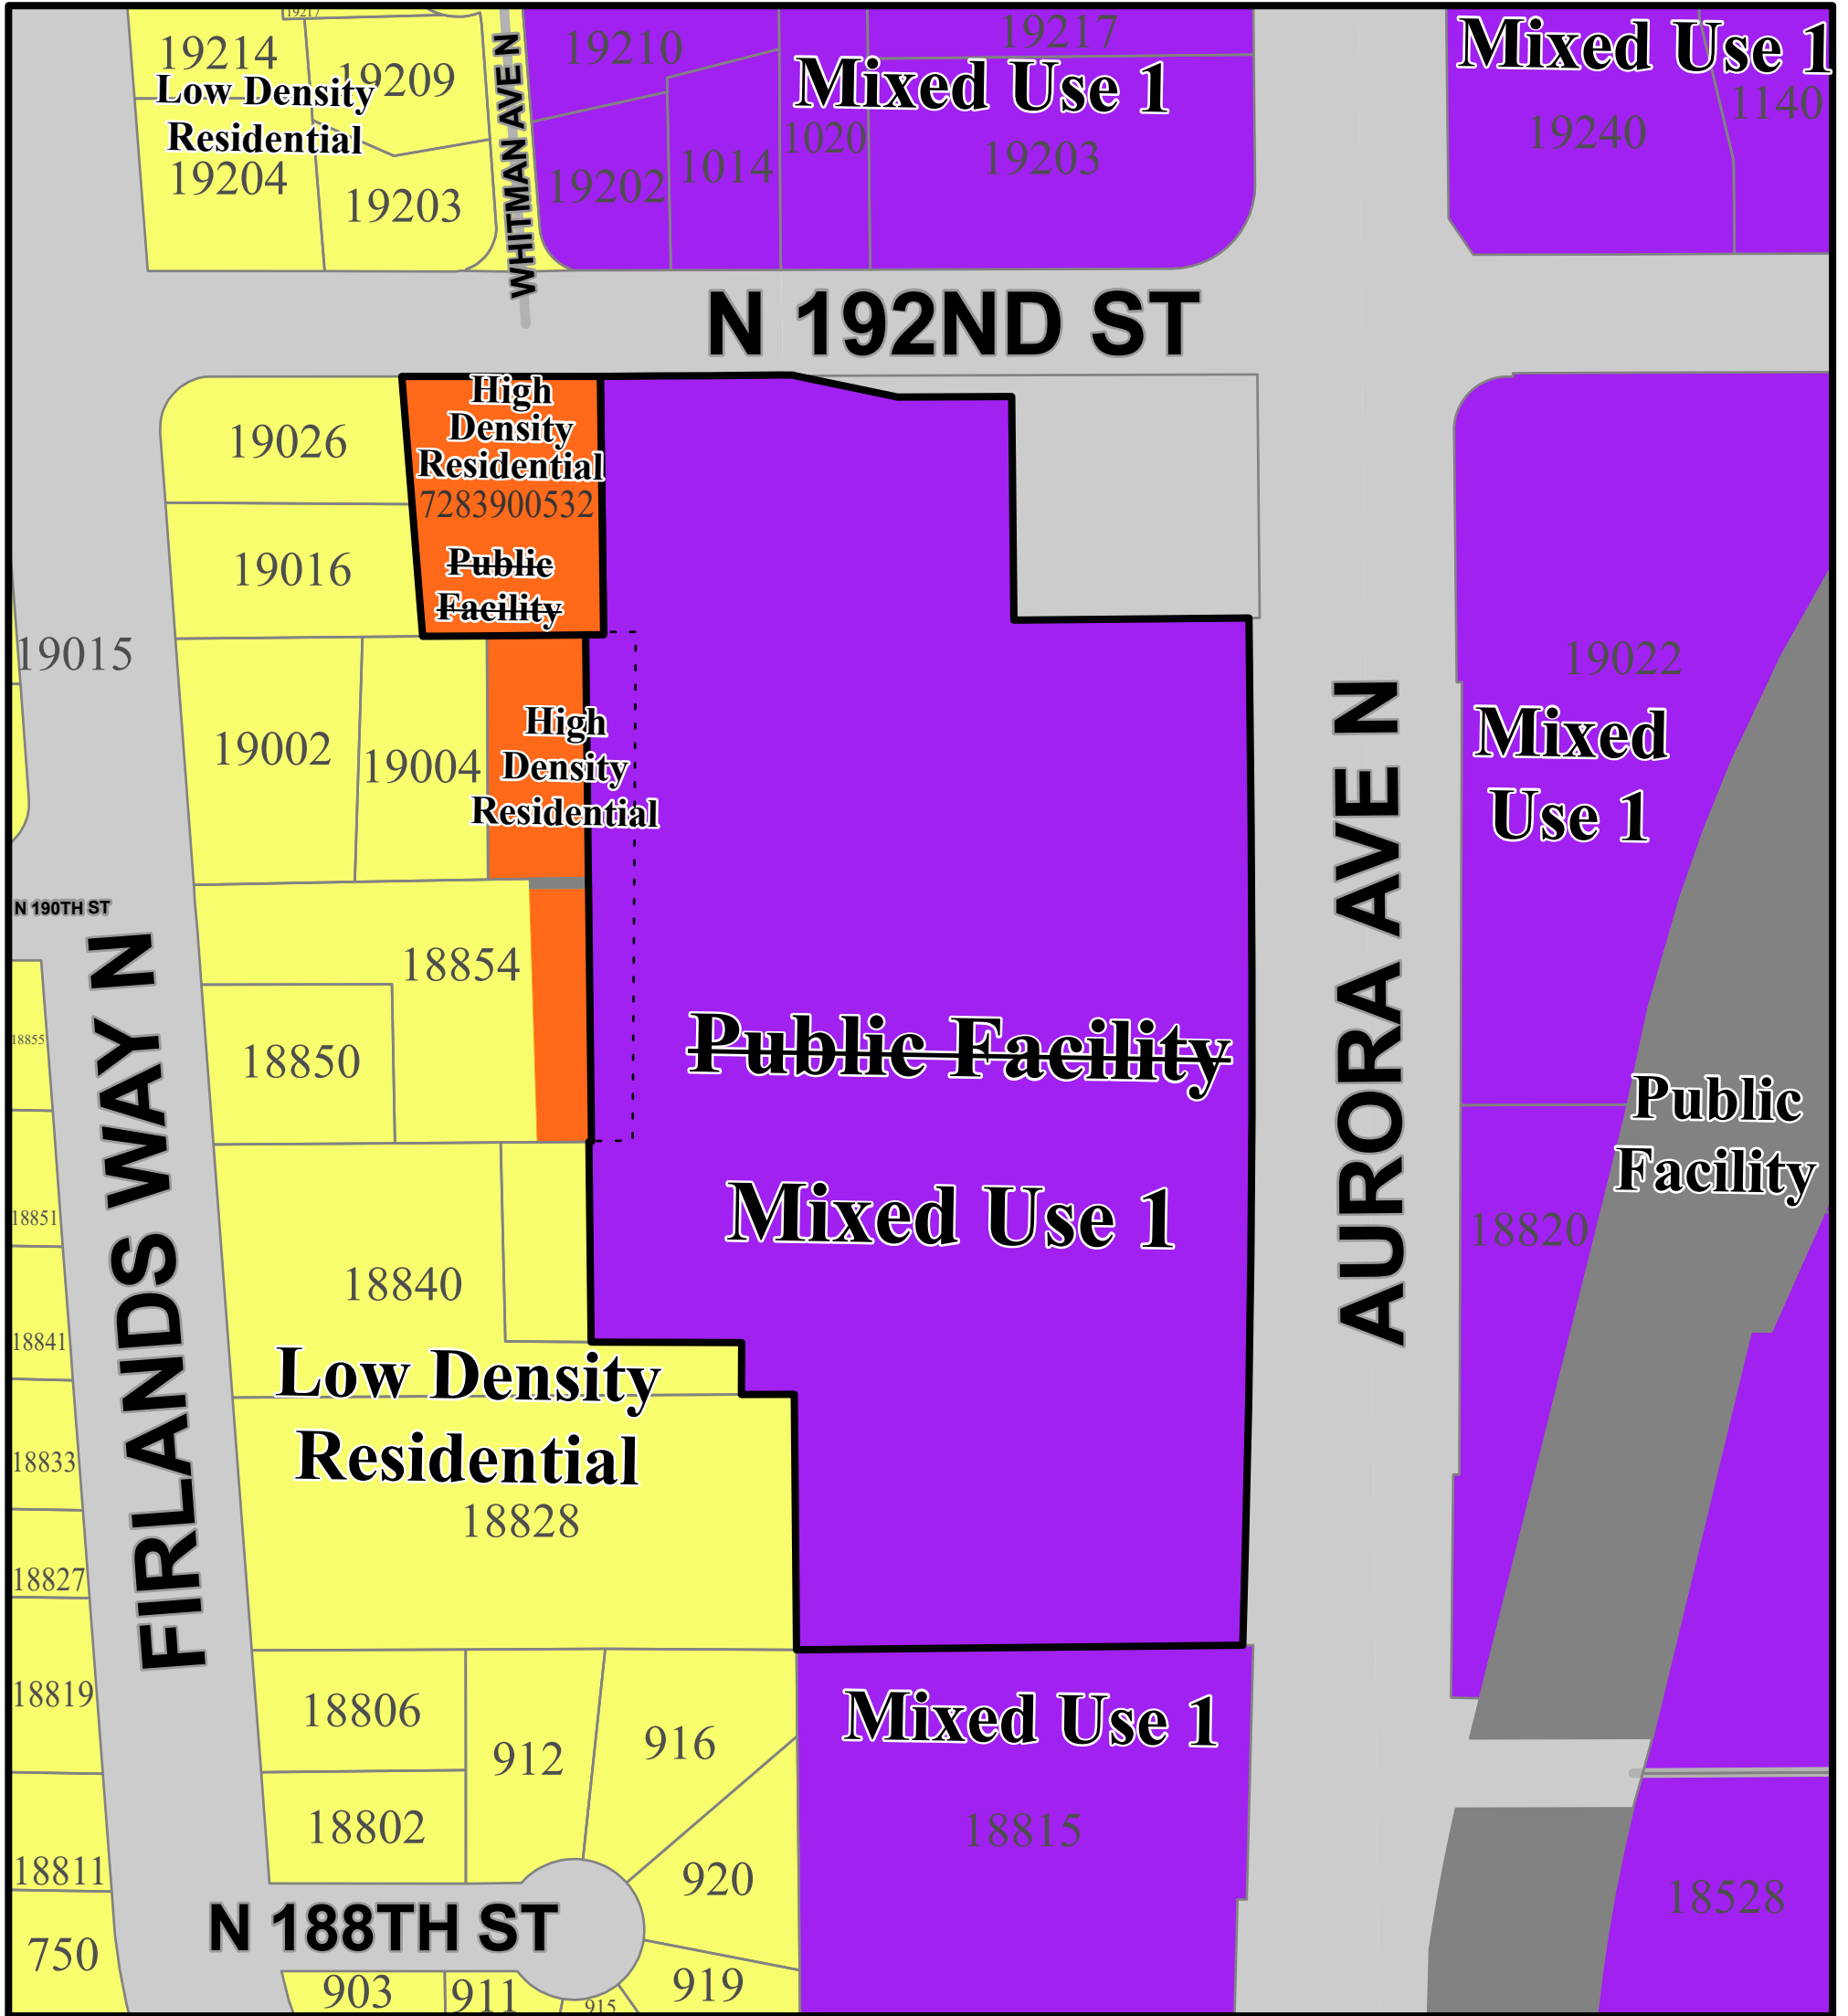 19217
19214
19209
Low Density
Residential
19204
19203
WHITMAN AVE N
19210
19202
1014
1020
19217
Mixed Use 1
19203
Mixed Use 1
19240
1140
N 192ND ST
19026
19016
High
Density
Residential
7283900532
Public
Facility
19015
19002
19004
High
Density
Residential
N 190TH ST
18854
18850
18855
18851
18841
18833
18827
18819
18811
750
FIRLANDS WAY N
18840
Low Density
Residential
18828
Public Facility
Mixed Use 1
AURORA AVE N
19022
Mixed
Use 1
18820
Public
Facility
18806
912
916
18802
920
N 188TH ST
903
911
915
919
Mixed Use 1
18815
18528